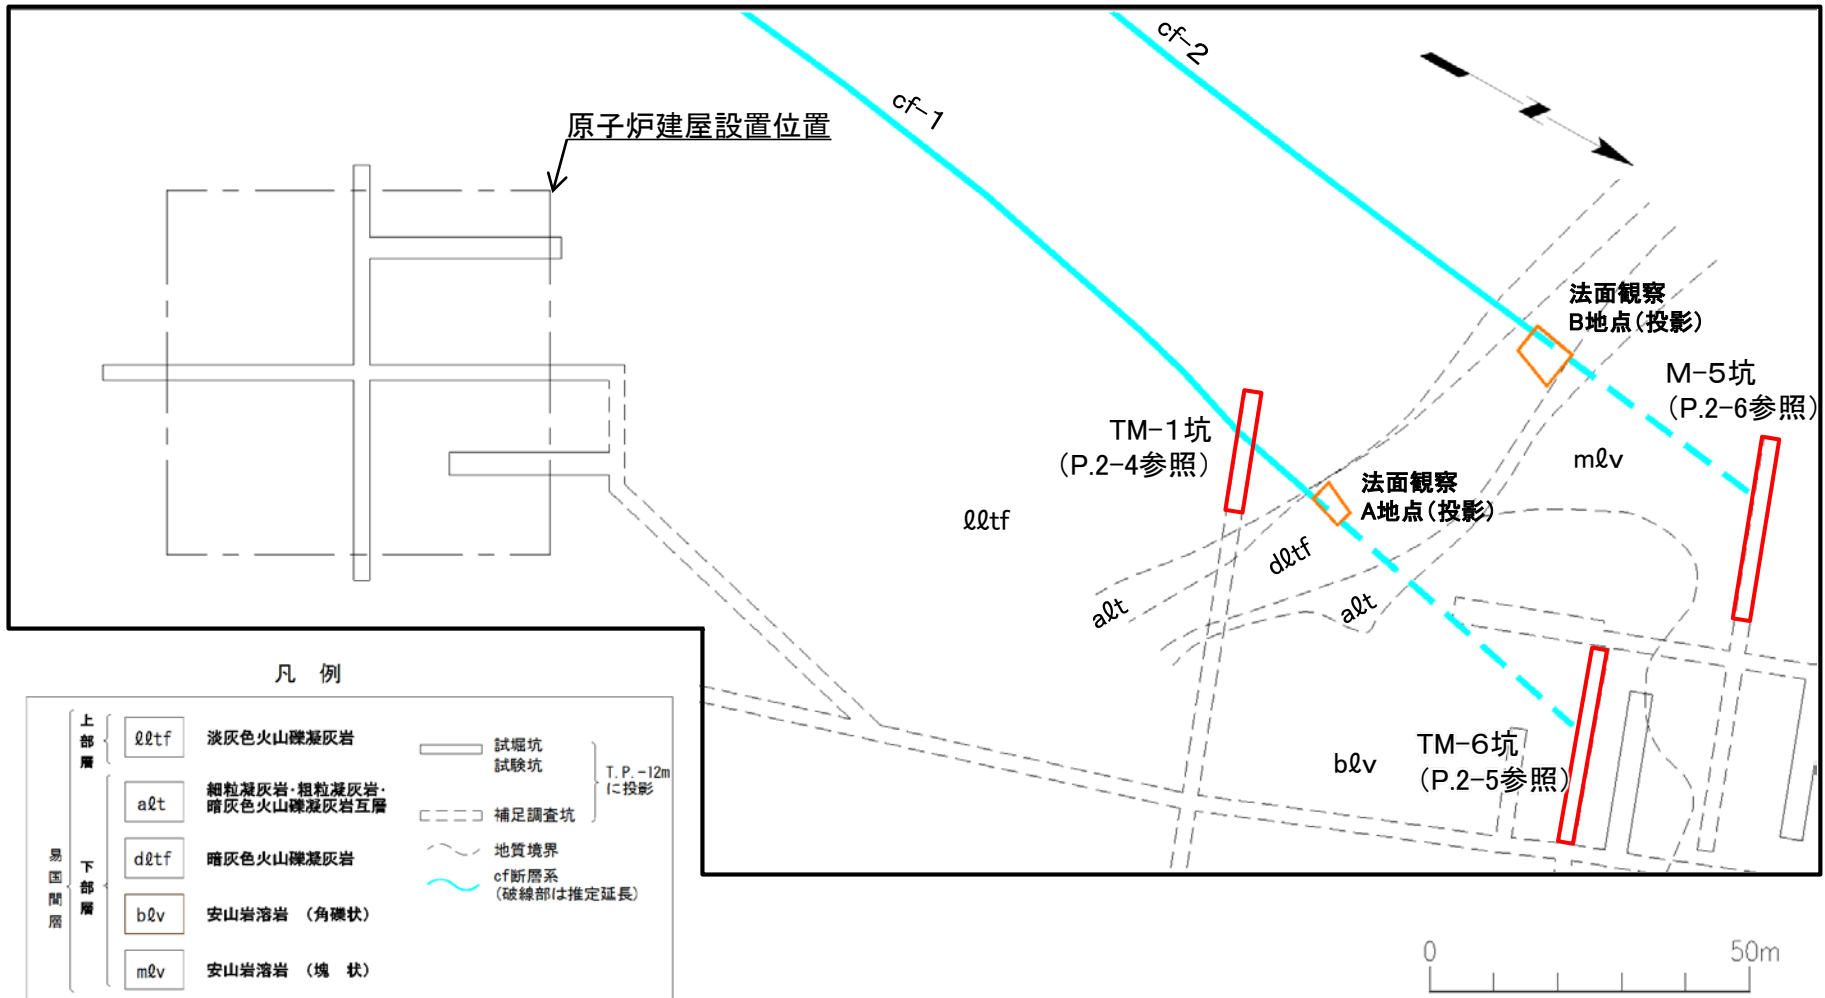 cf-1
cf-2
原子炉建屋設置位置
法面観察
B地点(投影)
M-5坑
(P.2-6参照)
TM-1坑
(P.2-4参照)
mℓv
法面観察
A地点(投影)
ℓℓtf
dℓtf
aℓt
aℓt
TM-6坑
(P.2-5参照)
bℓv
凡 例
易国間層
上部層
ℓℓtf 淡灰色火山礫凝灰岩
下部層
aℓt 細粒凝灰岩・粗粒凝灰岩・
暗灰色火山礫凝灰岩互層
dℓtf 暗灰色火山礫凝灰岩
bℓv 安山岩溶岩 (角礫状)
mℓv 安山岩溶岩 (塊 状)
試堀坑
試験坑
補足調査坑
T.P.-12m
に投影
地質境界
cf断層系
(破線部は推定延長)
0 50m